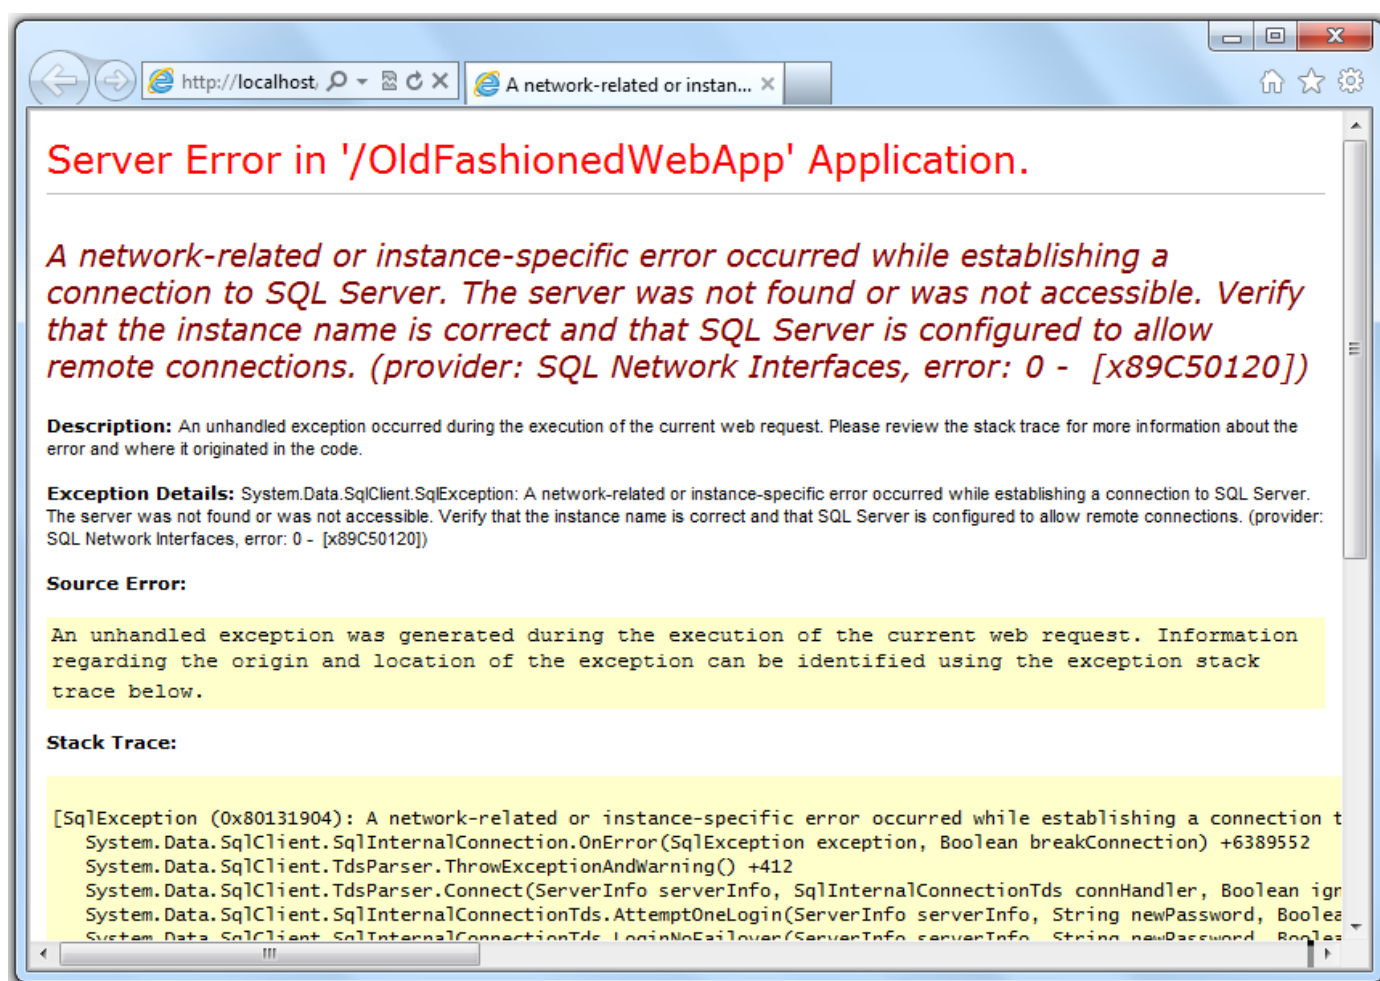 http://localhost
A network-related or instan...
Server Error in '/OldFashionedWebApp' Application.
A network-related or instance-specific error occurred while establishing a
connection to SQL Server. The server was not found or was not accessible. Verify
that the instance name is correct and that SQL Server is configured to allow
remote connections. (provider: SQL Network Interfaces, error: 0 - [x89C50120])
Description: An unhandled exception occurred during the execution of the current web request. Please review the stack trace for more information about the
error and where it originated in the code.
Exception Details: System.Data.SqlClient.SqlException: A network-related or instance-specific error occurred while establishing a connection to SQL Server.
The server was not found or was not accessible. Verify that the instance name is correct and that SQL Server is configured to allow remote connections. (provider:
SQL Network Interfaces, error: 0 - [x89C50120])
Source Error:
An unhandled exception was generated during the execution of the current web request. Information
regarding the origin and location of the exception can be identified using the exception stack
trace below.
Stack Trace:
[SqlException (0x80131904): A network-related or instance-specific error occurred while establishing a connection t
System.Data.SqlClient.SqlInternalConnection.OnError(SqlException exception, Boolean breakConnection) +6389552
System.Data.SqlClient.TdsParser.ThrowExceptionAndWarning() +412
System.Data.SqlClient.TdsParser.Connect(ServerInfo serverInfo, SqlInternalConnectionTds connHandler, Boolean ign
System.Data.SqlClient.SqlInternalConnectionTds.AttemptOneLogin(ServerInfo serverInfo, String newPassword, Boolea
System.Data.SqlClient.SqlInternalConnectionTds.LoginNoFailover(ServerInfo serverInfo, String newPassword, Boolea